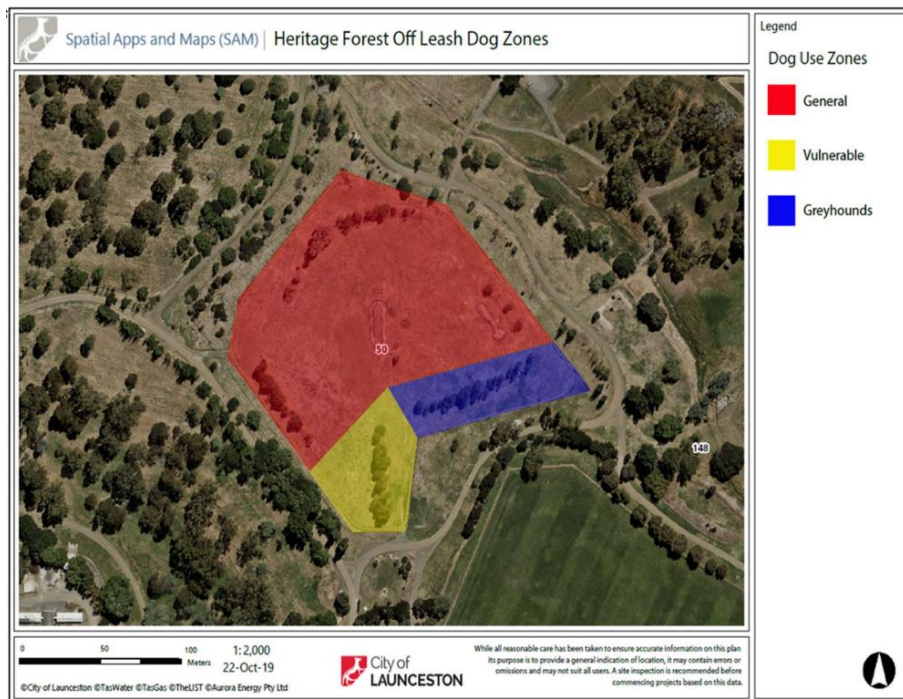 Spatial Apps and Maps (SAM) | Heritage Forest Off Leash Dog Zones
Legend
Dog Use Zones
General
Vulnerable
Greyhounds
50
148
0 50 100
Meters
1: 2,000
22-Oct-19
City of
LAUNCESTON
While all reasonable care has been taken to ensure accurate information on this plan
its purpose is to provide a general indication of location, it may contain errors or
omissions and may not suit all users. A site inspection is recommended before
commencing projects based on this data.
©City of Launceston ©TasWater ©TasGas ©TheLIST ©Aurora Energy Pty Ltd